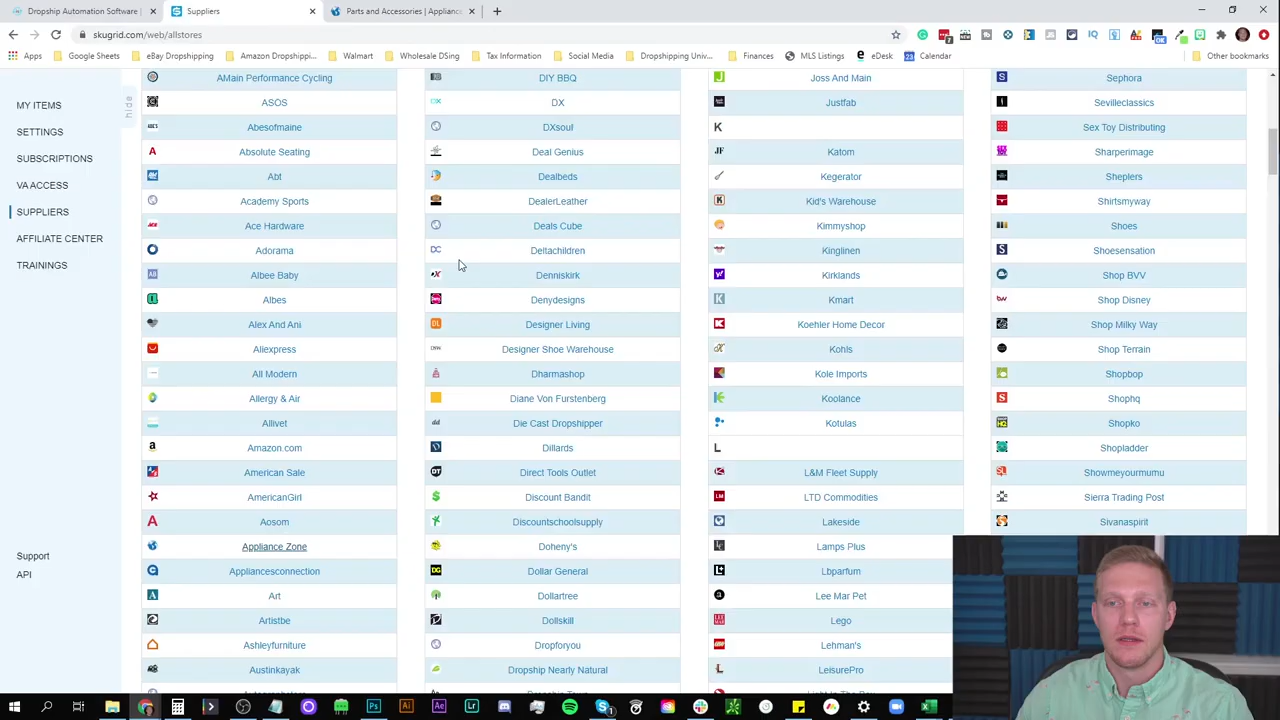 Dropship Automation Software |
Suppliers
Parts and Accessories | Applianc
skugrid.com/web/allstores
Apps
Google Sheets
eBay Dropshipping
Amazon Dropshippi...
Walmart
Wholesale DSing
Tax Information
Social Media
Dropshipping Univ...
Finances
MLS Listings
eDesk
Calendar
Other bookmarks
hide
MY ITEMS
SETTINGS
SUBSCRIPTIONS
VA ACCESS
SUPPLIERS
AFFILIATE CENTER
TRAININGS
Support
API
AMain Performance Cycling
ASOS
Abesofmaine
Absolute Seating
Abt
Academy Sports
Ace Hardware
Adorama
Albee Baby
Albes
Alex And Ani
Aliexpress
All Modern
Allergy & Air
Allivet
Amazon.com
American Sale
AmericanGirl
Aosom
Appliance Zone
Appliancesconnection
Art
Artistbe
Ashleyfurniture
Austinkayak
DIY BBQ
DX
DXsoul
Deal Genius
Dealbeds
DealerLeather
Deals Cube
Deltachildren
Denniskirk
Denydesigns
Designer Living
Designer Shoe Warehouse
Dharmashop
Diane Von Furstenberg
Die Cast Dropshipper
Dillards
Direct Tools Outlet
Discount Bandit
Discountschoolsupply
Doheny's
Dollar General
Dollartree
Dollskill
Dropforyou
Dropship Nearly Natural
Joss And Main
Justfab
K
Katom
Kegerator
Kid's Warehouse
Kimmyshop
Kinglinen
Kirklands
Kmart
Koehler Home Decor
Kohls
Kole Imports
Koolance
Kotulas
L
L&M Fleet Supply
LTD Commodities
Lakeside
Lamps Plus
Lbparfum
Lee Mar Pet
Lego
Lehman's
LeisurePro
Sephora
Sevilleclassics
Sex Toy Distributing
Sharperimage
Sheplers
Shirtsmyway
Shoes
Shoesensation
Shop BVV
Shop Disney
Shop Milky Way
Shop Terrain
Shopbop
Shophq
Shopko
Shopladder
Showmeyourmumu
Sierra Trading Post
Sivanaspirit